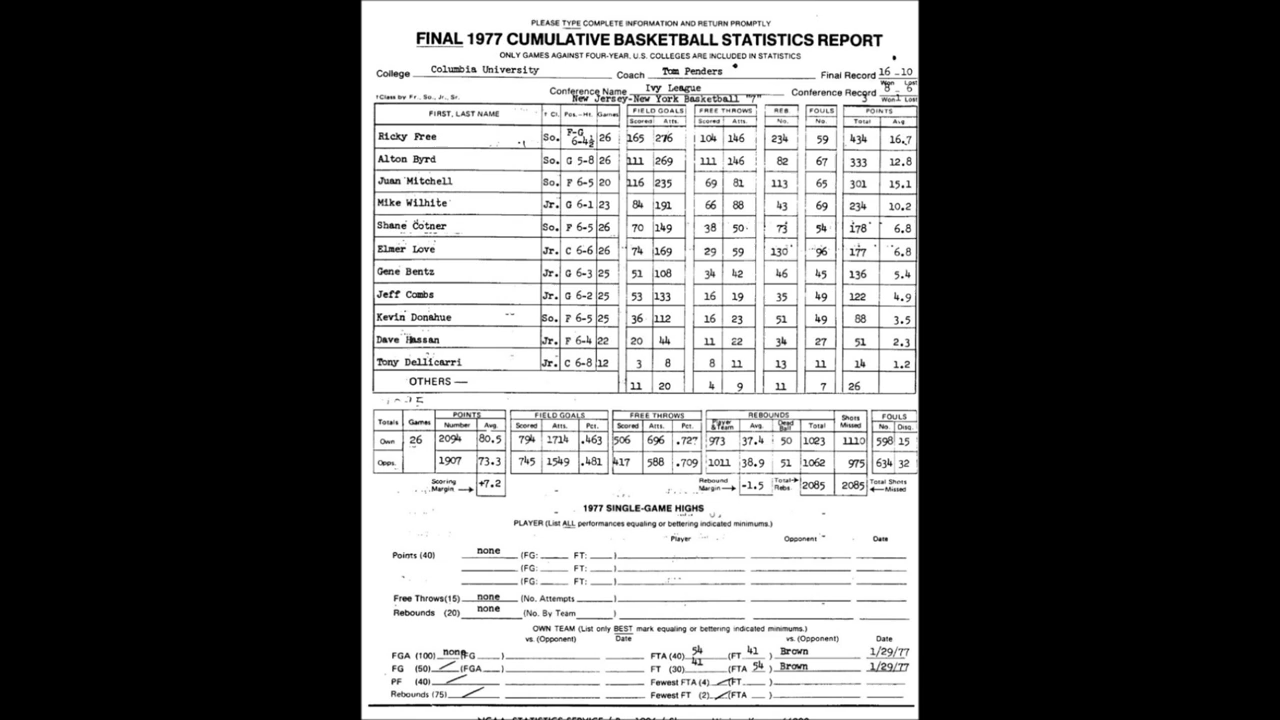 PLEASE TYPE COMPLETE INFORMATION AND RETURN PROMPTLY
FINAL 1977 CUMULATIVE BASKETBALL STATISTICS REPORT
ONLY GAMES AGAINST FOUR-YEAR, U.S. COLLEGES ARE INCLUDED IN STATISTICS
College Columbia University Coach Tom Penders Final Record 16 - 10
Won Lost
Conference Name Ivy League Conference Record 8 - 6
†Class by Fr., So., Jr., Sr. New Jersey-New York Basketball "7" 3 1 Won Lost
FIRST, LAST NAME † Cl. Pos.-Ht. Games FIELD GOALS Scored Atts. FREE THROWS Scored Atts. REB. No. FOULS No. POINTS Total Avg
Ricky Free So. F-G 6-4½ 26 165 276 104 146 234 59 434 16.7
Alton Byrd So. G 5-8 26 111 269 111 146 82 67 333 12.8
Juan Mitchell So. F 6-5 20 116 235 69 81 113 65 301 15.1
Mike Wilhite Jr. G 6-1 23 84 191 66 88 43 69 234 10.2
Shane Cotner So. F 6-5 26 70 149 38 50 73 54 178 6.8
Elmer Love Jr. C 6-6 26 74 169 29 59 130 96 177 6.8
Gene Bentz Jr. G 6-3 25 51 108 34 42 46 45 136 5.4
Jeff Combs Jr. G 6-2 25 53 133 16 19 35 49 122 4.9
Kevin Donahue So. F 6-5 25 36 112 16 23 51 49 88 3.5
Dave Hassan Jr. F 6-4 22 20 44 11 22 34 27 51 2.3
Tony Dellicarri Jr. C 6-8 12 3 8 8 11 13 11 14 1.2
OTHERS — 11 20 4 9 11 7 26
Totals Games POINTS Number Avg. FIELD GOALS Scored Atts. Pct. FREE THROWS Scored Atts. Pct. REBOUNDS Player & Team Avg. Dead Ball Total Shots Missed FOULS No. Disq.
Own 26 2094 80.5 794 1714 .463 506 696 .727 973 37.4 50 1023 1110 598 15
Opps. 1907 73.3 745 1549 .481 417 588 .709 1011 38.9 51 1062 975 634 32
Scoring Margin → +7.2 Rebound Margin → -1.5 Total Rebs. → 2085 2085 Total Shots ← Missed
1977 SINGLE-GAME HIGHS
PLAYER (List ALL performances equaling or bettering indicated minimums.)
Player Opponent Date
Points (40) none (FG: FT: )
(FG: FT: )
(FG: FT: )
Free Throws(15) none (No. Attempts )
Rebounds (20) none (No. By Team )
OWN TEAM (List only BEST mark equaling or bettering indicated minimums.)
vs. (Opponent) Date vs. (Opponent) Date
FGA (100) none (FG ) FTA (40) 54 (FT 41 ) Brown 1/29/77
FG (50) (FGA ) FT (30) 41 (FTA 54 ) Brown 1/29/77
PF (40) Fewest FTA (4) (FT )
Rebounds (75) Fewest FT (2) (FTA )